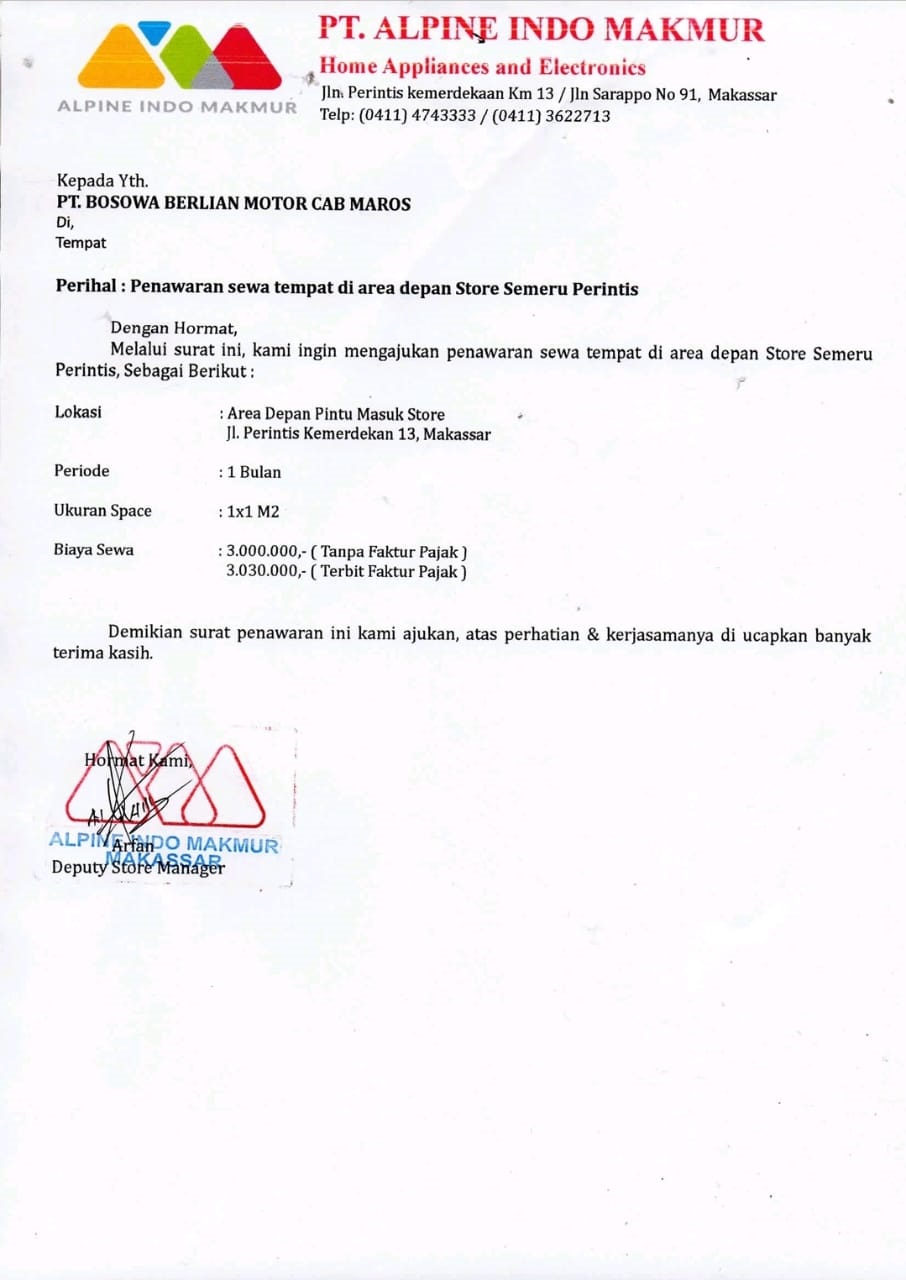 PT. ALPINE INDO MAKMUR
Home Appliances and Electronics
Jln. Perintis kemerdekaan Km 13 / Jln Sarappo No 91, Makassar
Telp: (0411) 4743333 / (0411) 3622713
ALPINE INDO MAKMUR
Kepada Yth.
PT. BOSOWA BERLIAN MOTOR CAB MAROS
Di,
Tempat
Perihal : Penawaran sewa tempat di area depan Store Semeru Perintis
Dengan Hormat,
Melalui surat ini, kami ingin mengajukan penawaran sewa tempat di area depan Store Semeru
Perintis, Sebagai Berikut :
Lokasi : Area Depan Pintu Masuk Store
Jl. Perintis Kemerdekan 13, Makassar
Periode : 1 Bulan
Ukuran Space : 1x1 M2
Biaya Sewa : 3.000.000,- ( Tanpa Faktur Pajak )
3.030.000,- ( Terbit Faktur Pajak )
Demikian surat penawaran ini kami ajukan, atas perhatian & kerjasamanya di ucapkan banyak
terima kasih.
Hormat Kami,
ALPINE INDO MAKMUR
Arfan
MAKASSAR
Deputy Store Manager